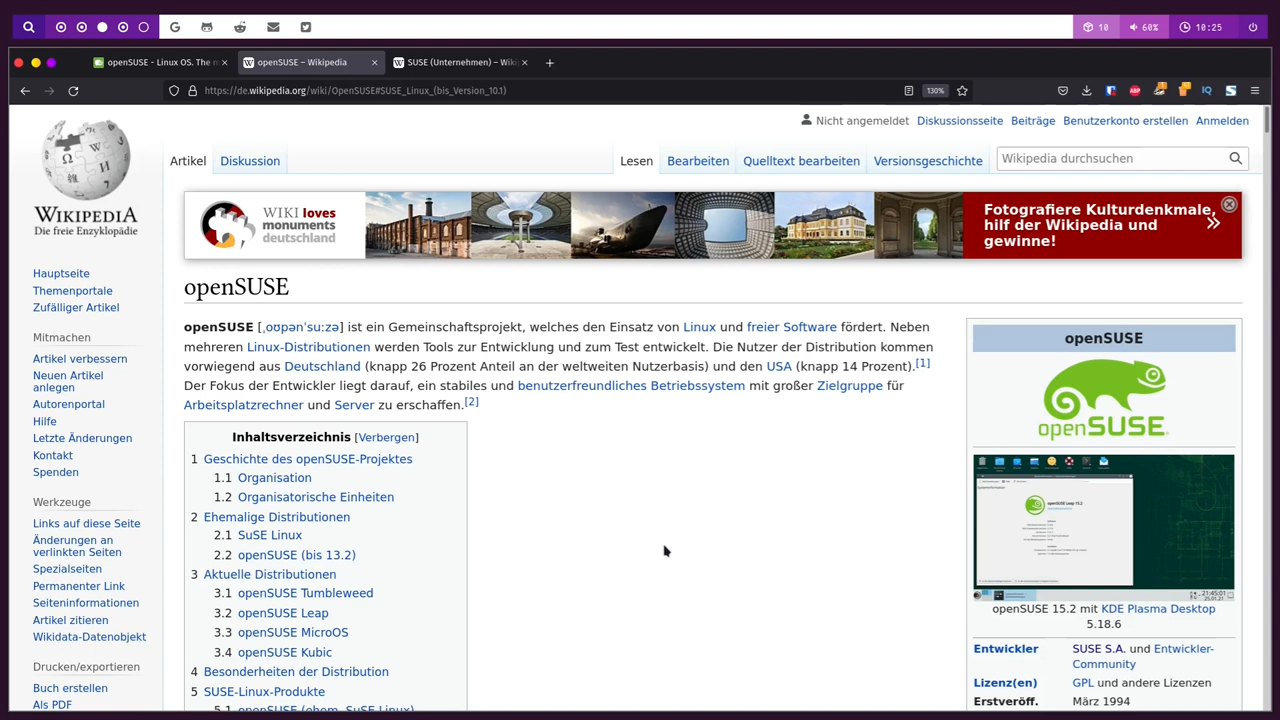 10
60%
10:25
openSUSE - Linux OS. The m
openSUSE – Wikipedia
SUSE (Unternehmen) – Wiki
https://de.wikipedia.org/wiki/OpenSUSE#SUSE_Linux_(bis_Version_10.1)
130%
Nicht angemeldet Diskussionsseite Beiträge Benutzerkonto erstellen Anmelden
Artikel Diskussion Lesen Bearbeiten Quelltext bearbeiten Versionsgeschichte Wikipedia durchsuchen
WIKIPEDIA
Die freie Enzyklopädie
Hauptseite
Themenportale
Zufälliger Artikel
Mitmachen
Artikel verbessern
Neuen Artikel
anlegen
Autorenportal
Hilfe
Letzte Änderungen
Kontakt
Spenden
Werkzeuge
Links auf diese Seite
Änderungen an
verlinkten Seiten
Spezialseiten
Permanenter Link
Seiteninformationen
Artikel zitieren
Wikidata-Datenobjekt
Drucken/exportieren
Buch erstellen
Als PDF
WIKI loves
monuments
deutschland
Fotografiere Kulturdenkmale,
hilf der Wikipedia und
gewinne!
openSUSE
openSUSE [ˌoʊpənˈsuːzə] ist ein Gemeinschaftsprojekt, welches den Einsatz von Linux und freier Software fördert. Neben
mehreren Linux-Distributionen werden Tools zur Entwicklung und zum Test entwickelt. Die Nutzer der Distribution kommen
vorwiegend aus Deutschland (knapp 26 Prozent Anteil an der weltweiten Nutzerbasis) und den USA (knapp 14 Prozent).[1]
Der Fokus der Entwickler liegt darauf, ein stabiles und benutzerfreundliches Betriebssystem mit großer Zielgruppe für
Arbeitsplatzrechner und Server zu erschaffen.[2]
Inhaltsverzeichnis [Verbergen]
1 Geschichte des openSUSE-Projektes
1.1 Organisation
1.2 Organisatorische Einheiten
2 Ehemalige Distributionen
2.1 SuSE Linux
2.2 openSUSE (bis 13.2)
3 Aktuelle Distributionen
3.1 openSUSE Tumbleweed
3.2 openSUSE Leap
3.3 openSUSE MicroOS
3.4 openSUSE Kubic
4 Besonderheiten der Distribution
5 SUSE-Linux-Produkte
5.1 openSUSE (ehem. SuSE Linux)
openSUSE
openSUSE
openSUSE Leap 15.2
openSUSE 15.2 mit KDE Plasma Desktop
5.18.6
Entwickler SUSE S.A. und Entwickler-
Community
Lizenz(en) GPL und andere Lizenzen
Erstveröff. März 1994